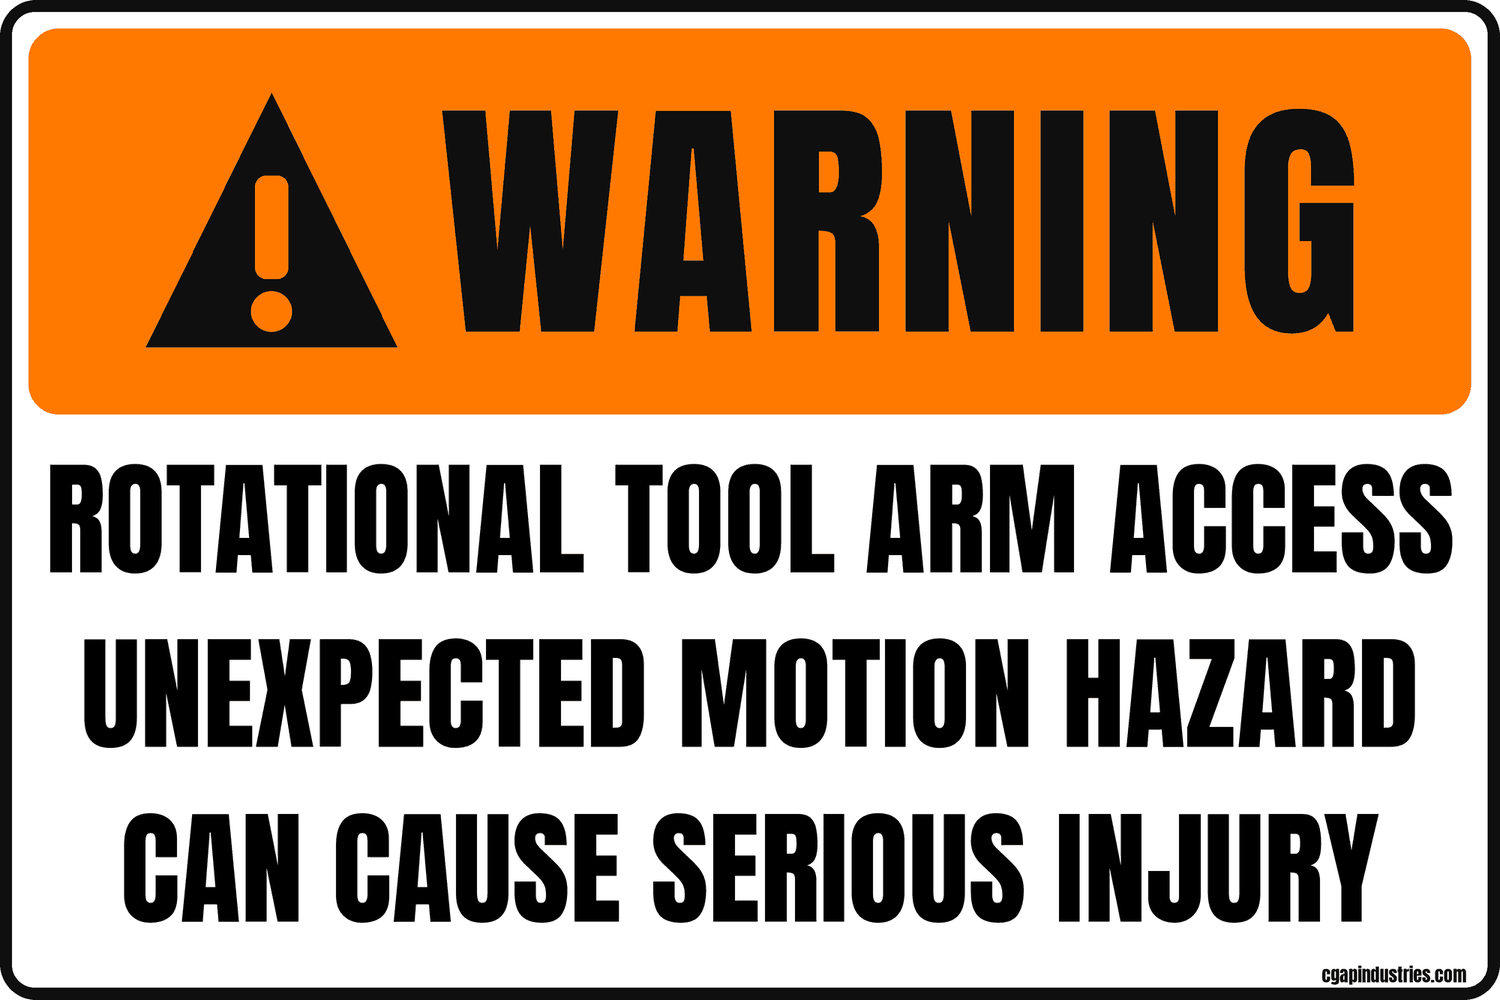 WARNING
ROTATIONAL TOOL ARM ACCESS
UNEXPECTED MOTION HAZARD
CAN CAUSE SERIOUS INJURY
cgapindustries.com